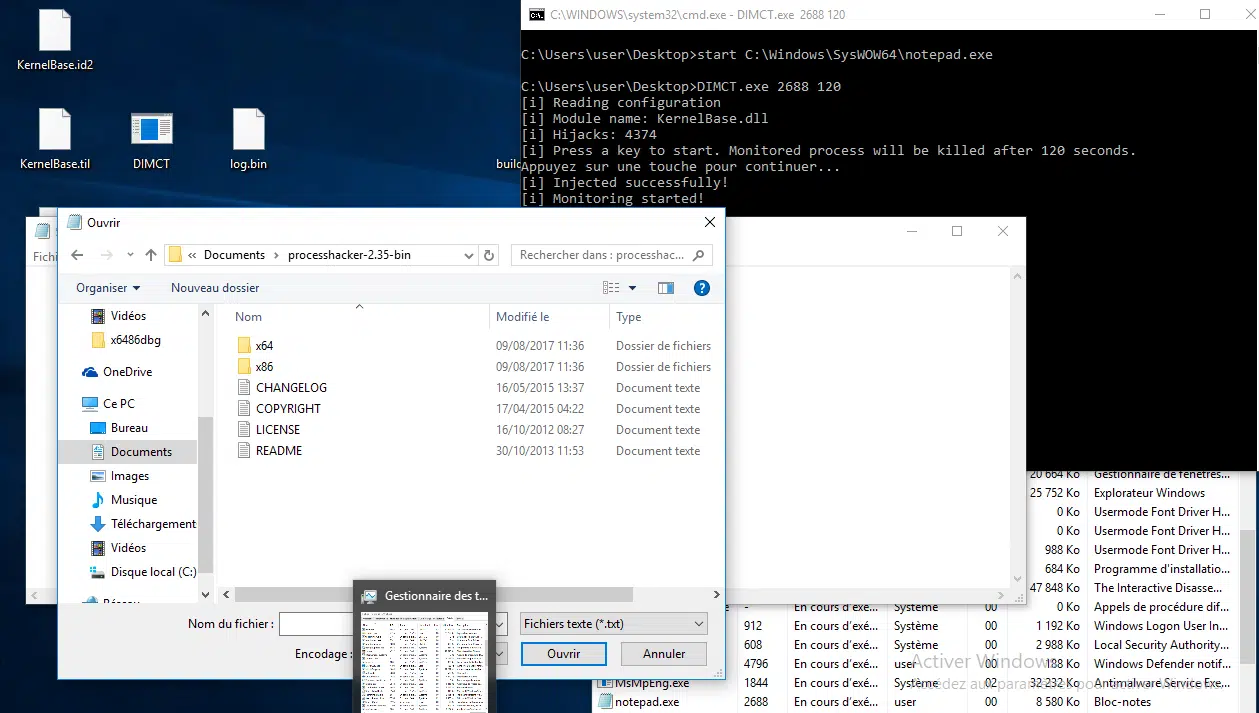 KernelBase.id2
KernelBase.til
DIMCT
log.bin
C:\WINDOWS\system32\cmd.exe - DIMCT.exe  2688 120
C:\Users\user\Desktop>start C:\Windows\SysWOW64\notepad.exe
C:\Users\user\Desktop>DIMCT.exe 2688 120
[i] Reading configuration
[i] Module name: KernelBase.dll
[i] Hijacks: 4374
[i] Press a key to start. Monitored process will be killed after 120 seconds.
Appuyez sur une touche pour continuer...
[i] Injected successfully!
[i] Monitoring started!
Fichi
Ouvrir
« Documents > processhacker-2.35-bin
Rechercher dans : processhac...
Organiser
Nouveau dossier
Vidéos
x6486dbg
OneDrive
Ce PC
Bureau
Documents
Images
Musique
Téléchargement
Vidéos
Disque local (C:)
Nom Modifié le Type
x64 09/08/2017 11:36 Dossier de fichiers
x86 09/08/2017 11:36 Dossier de fichiers
CHANGELOG 16/05/2015 13:37 Document texte
COPYRIGHT 17/04/2015 04:22 Document texte
LICENSE 16/10/2012 08:27 Document texte
README 30/10/2013 11:53 Document texte
Nom du fichier :
Fichiers texte (*.txt)
Encodage :
Ouvrir
Annuler
Gestionnaire des t...
20 664 Ko Gestionnaire de fenêtres...
25 752 Ko Explorateur Windows
0 Ko Usermode Font Driver H...
0 Ko Usermode Font Driver H...
988 Ko Usermode Font Driver H...
684 Ko Programme d'installatio...
47 848 Ko The Interactive Disasse...
- En cours d'exé... Système 00 0 Ko Appels de procédure dif...
912 En cours d'exé... Système 00 1 192 Ko Windows Logon User In...
608 En cours d'exé... Système 00 2 988 Ko Local Security Authority...
4796 En cours d'exé... user 00 188 Ko Windows Defender notif...
MsMpEng.exe 1844 En cours d'exé... Système 00 32 232 Ko Antimalware Service Exe...
notepad.exe 2688 En cours d'exé... user 00 8 580 Ko Bloc-notes
Activer Windows